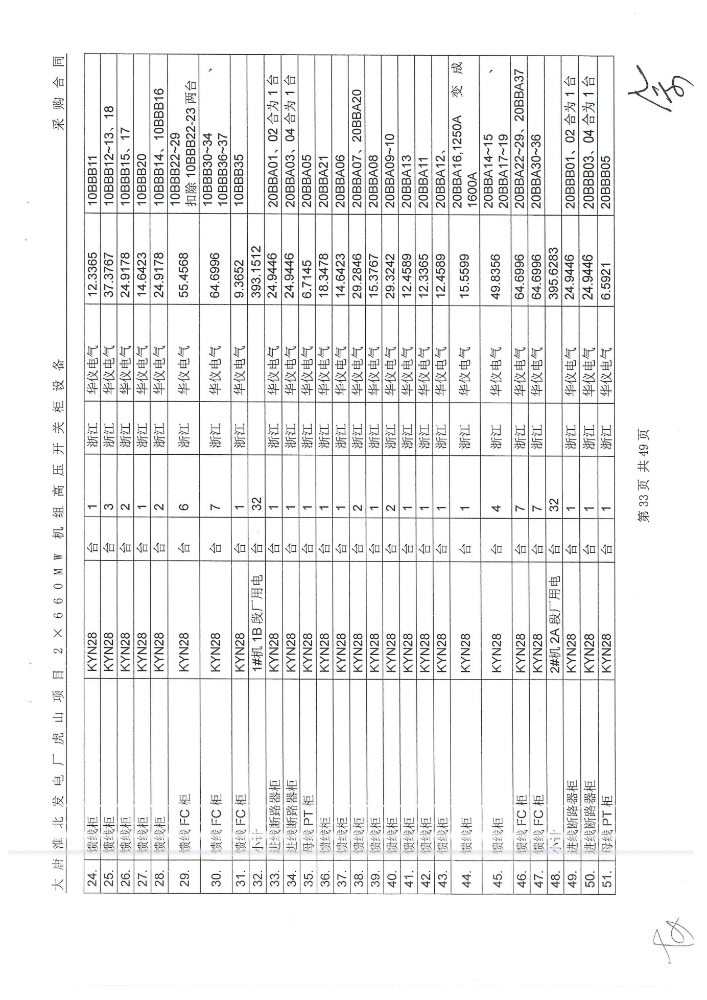 大唐淮北发电厂虎山项目2×660MW机组高压开关柜设备 采购合同
24. 馈线柜 KYN28 台 1 浙江 华仪电气 12.3365 10BBB11
25. 馈线柜 KYN28 台 3 浙江 华仪电气 37.3767 10BBB12~13、18
26. 馈线柜 KYN28 台 2 浙江 华仪电气 24.9178 10BBB15、17
27. 馈线柜 KYN28 台 1 浙江 华仪电气 14.6423 10BBB20
28. 馈线柜 KYN28 台 2 浙江 华仪电气 24.9178 10BBB14、10BBB16
29. 馈线 FC 柜 KYN28 台 6 浙江 华仪电气 55.4568 10BBB22~29
扣除 10BBB22-23 两台
30. 馈线 FC 柜 KYN28 台 7 浙江 华仪电气 64.6996 10BBB30~34 、
10BBB36~37
31. 馈线 FC 柜 KYN28 台 1 浙江 华仪电气 9.3652 10BBB35
32. 小计 1#机 1B 段厂用电 台 32 393.1512
33. 进线断路器柜 KYN28 台 1 浙江 华仪电气 24.9446 20BBA01、02 合为 1 台
34. 进线断路器柜 KYN28 台 1 浙江 华仪电气 24.9446 20BBA03、04 合为 1 台
35. 母线 PT 柜 KYN28 台 1 浙江 华仪电气 6.7145 20BBA05
36. 馈线柜 KYN28 台 1 浙江 华仪电气 18.3478 20BBA21
37. 馈线柜 KYN28 台 1 浙江 华仪电气 14.6423 20BBA06
38. 馈线柜 KYN28 台 2 浙江 华仪电气 29.2846 20BBA07、20BBA20
39. 馈线柜 KYN28 台 1 浙江 华仪电气 15.3767 20BBA08
40. 馈线柜 KYN28 台 2 浙江 华仪电气 29.3242 20BBA09~10
41. 馈线柜 KYN28 台 1 浙江 华仪电气 12.4589 20BBA13
42. 馈线柜 KYN28 台 1 浙江 华仪电气 12.3365 20BBA11
43. 馈线柜 KYN28 台 1 浙江 华仪电气 12.4589 20BBA12、
44. 馈线柜 KYN28 台 1 浙江 华仪电气 15.5599 20BBA16,1250A 变 成
1600A
45. 馈线柜 KYN28 台 4 浙江 华仪电气 49.8356 20BBA14~15 、
20BBA17~19
46. 馈线 FC 柜 KYN28 台 7 浙江 华仪电气 64.6996 20BBA22~29、20BBA37
47. 馈线 FC 柜 KYN28 台 7 浙江 华仪电气 64.6996 20BBA30~36
48. 小计 2#机 2A 段厂用电 台 32 395.6283
49. 进线断路器柜 KYN28 台 1 浙江 华仪电气 24.9446 20BBB01、02 合为 1 台
50. 进线断路器柜 KYN28 台 1 浙江 华仪电气 24.9446 20BBB03、04 合为 1 台
51. 母线 PT 柜 KYN28 台 1 浙江 华仪电气 6.5921 20BBB05
第 33 页 共 49 页